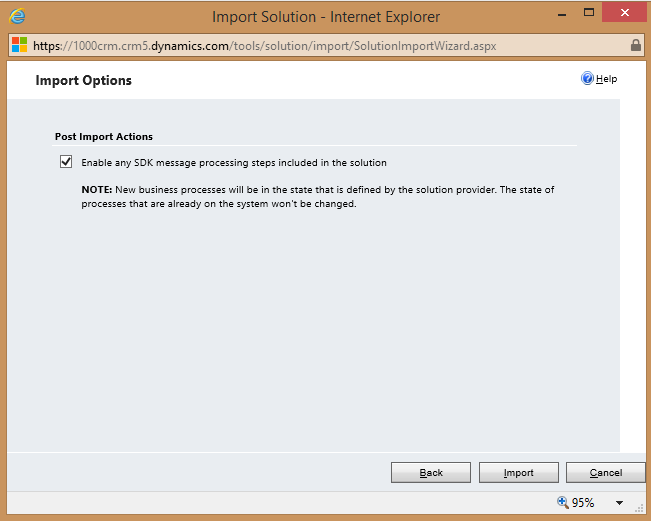 Import Solution - Internet Explorer
https://1000crm.crm5.dynamics.com/tools/solution/import/SolutionImportWizard.aspx
Import Options
Help
Post Import Actions
Enable any SDK message processing steps included in the solution
NOTE: New business processes will be in the state that is defined by the solution provider. The state of
processes that are already on the system won't be changed.
Back Import Cancel
95%